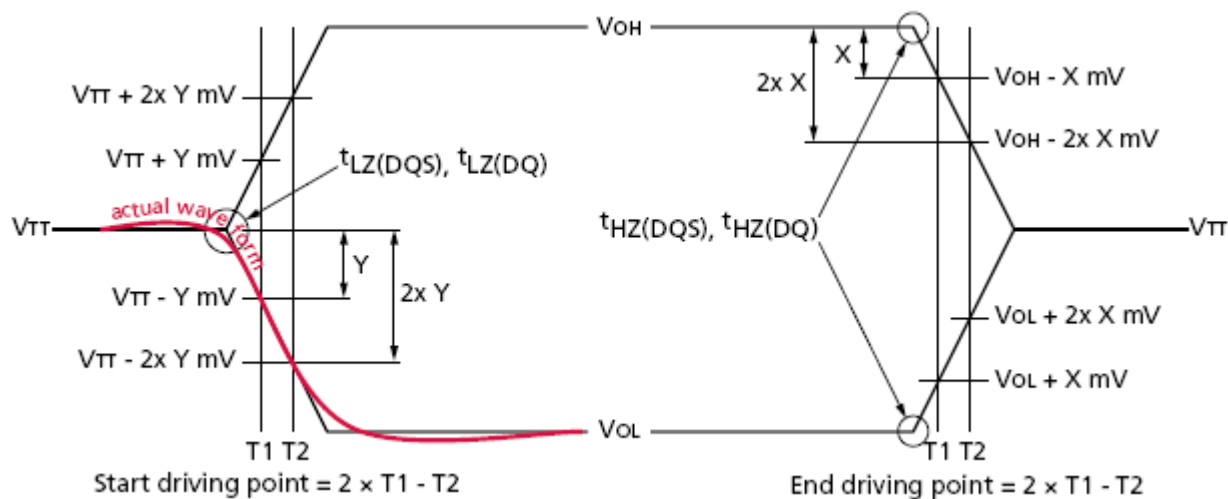 VOH
X
2x X
VOH - X mV
VTT + 2x Y mV
VOH - 2x X mV
VTT + Y mV
tLZ(DQS), tLZ(DQ)
actual wave form
VTT
tHZ(DQS), tHZ(DQ)
VTT
Y
2x Y
VTT - Y mV
VOL + 2x X mV
VTT - 2x Y mV
VOL + X mV
VOL
T1 T2
T1 T2
Start driving point = 2 × T1 - T2
End driving point = 2 × T1 - T2